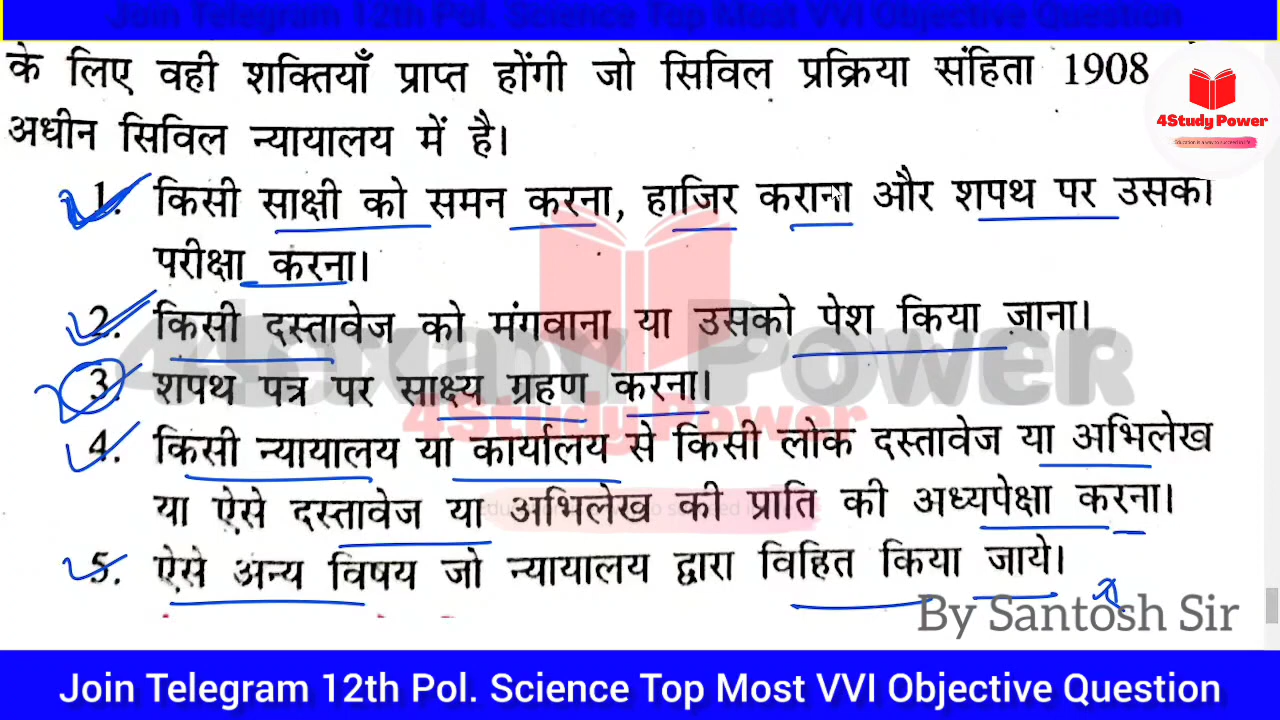 Join Telegram 12th Pol. Science Top Most VVI Objective Question
के लिए वही शक्तियाँ प्राप्त होंगी जो सिविल प्रक्रिया संहिता 1908
अधीन सिविल न्यायालय में है।
4Study Power
1. किसी साक्षी को समन करना, हाजिर कराना और शपथ पर उसका
परीक्षा करना।
2. किसी दस्तावेज को मंगवाना या उसको पेश किया जाना।
3. शपथ पत्र पर साक्ष्य ग्रहण करना।
4StudyPower
4. किसी न्यायालय या कार्यालय से किसी लोक दस्तावेज या अभिलेख
या ऐसे दस्तावेज या अभिलेख की प्राति की अध्यपेक्षा करना।
5. ऐसे अन्य विषय जो न्यायालय द्वारा विहित किया जाये।
By Santosh Sir
Join Telegram 12th Pol. Science Top Most VVI Objective Question